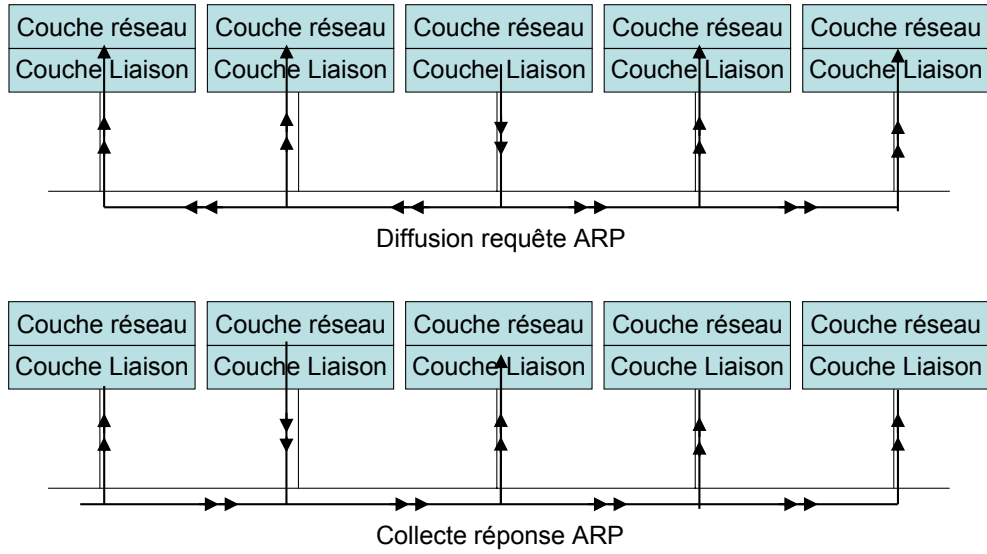 Couche réseau Couche réseau Couche réseau Couche réseau Couche réseau
Couche Liaison Couche Liaison Couche Liaison Couche Liaison Couche Liaison
Diffusion requête ARP
Couche réseau Couche réseau Couche réseau Couche réseau Couche réseau
Couche Liaison Couche Liaison Couche Liaison Couche Liaison Couche Liaison
Collecte réponse ARP